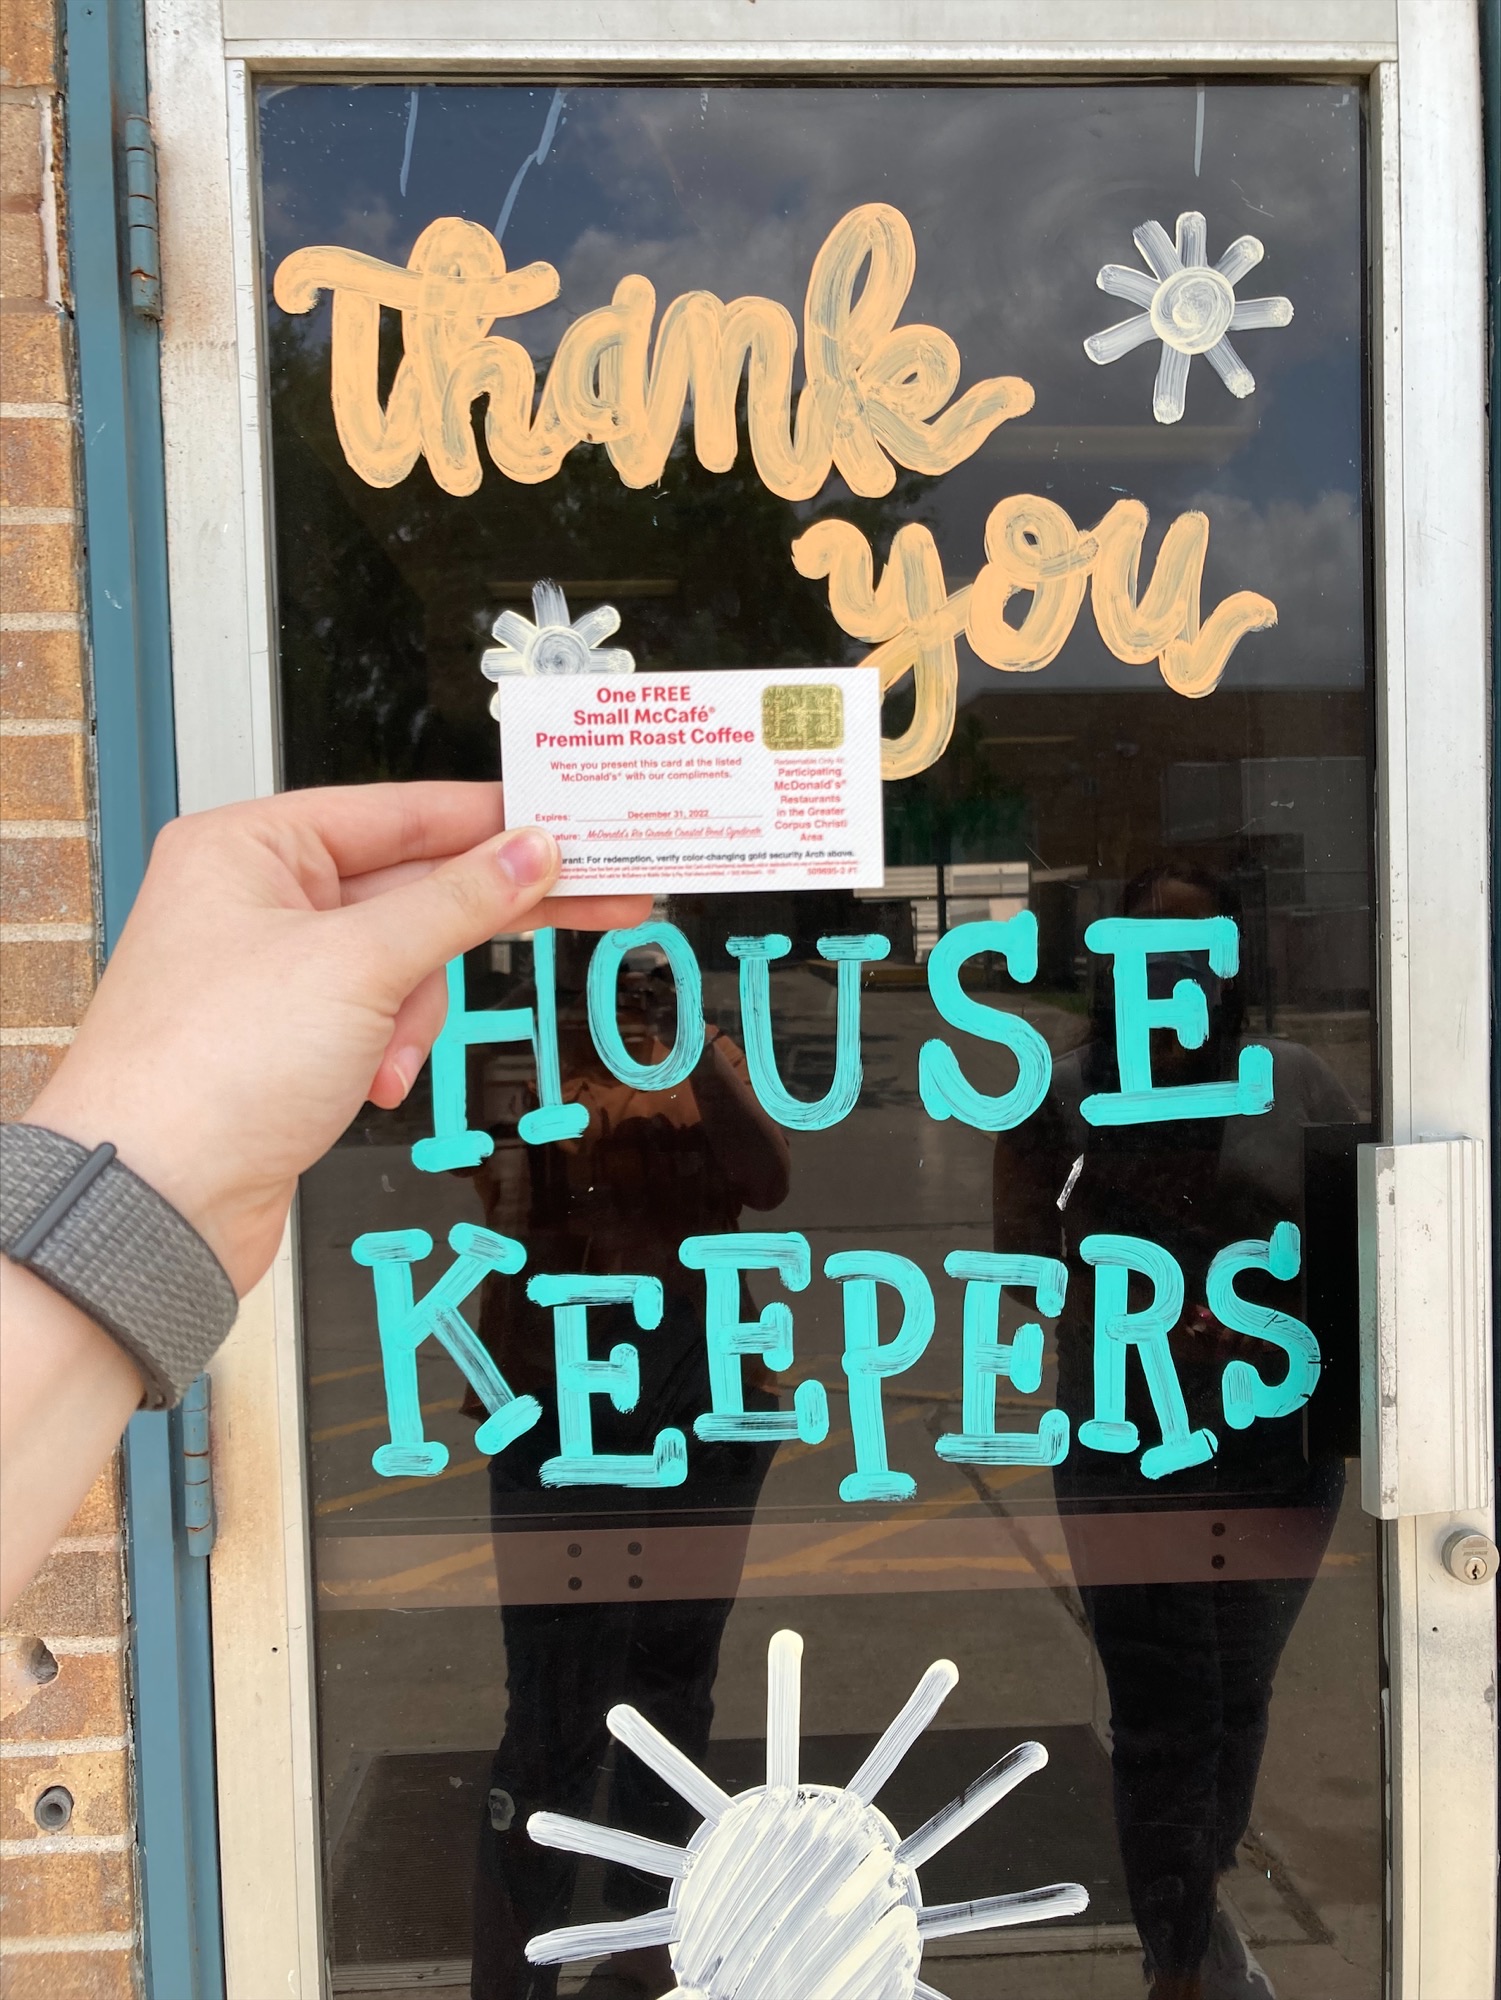 Thank
you
One FREE
Small McCafé®
Premium Roast Coffee
When you present this card at the listed
McDonald's® with our compliments.
Expires: December 31, 2022
ature: McDonald's Rio Grande Coastal Bend Syndicate
Redeemable Only At:
Participating
McDonald's®
Restaurants
in the Greater
Corpus Christi
Area
urant: For redemption, verify color-changing gold security Arch above.
HOUSE
KEEPERS